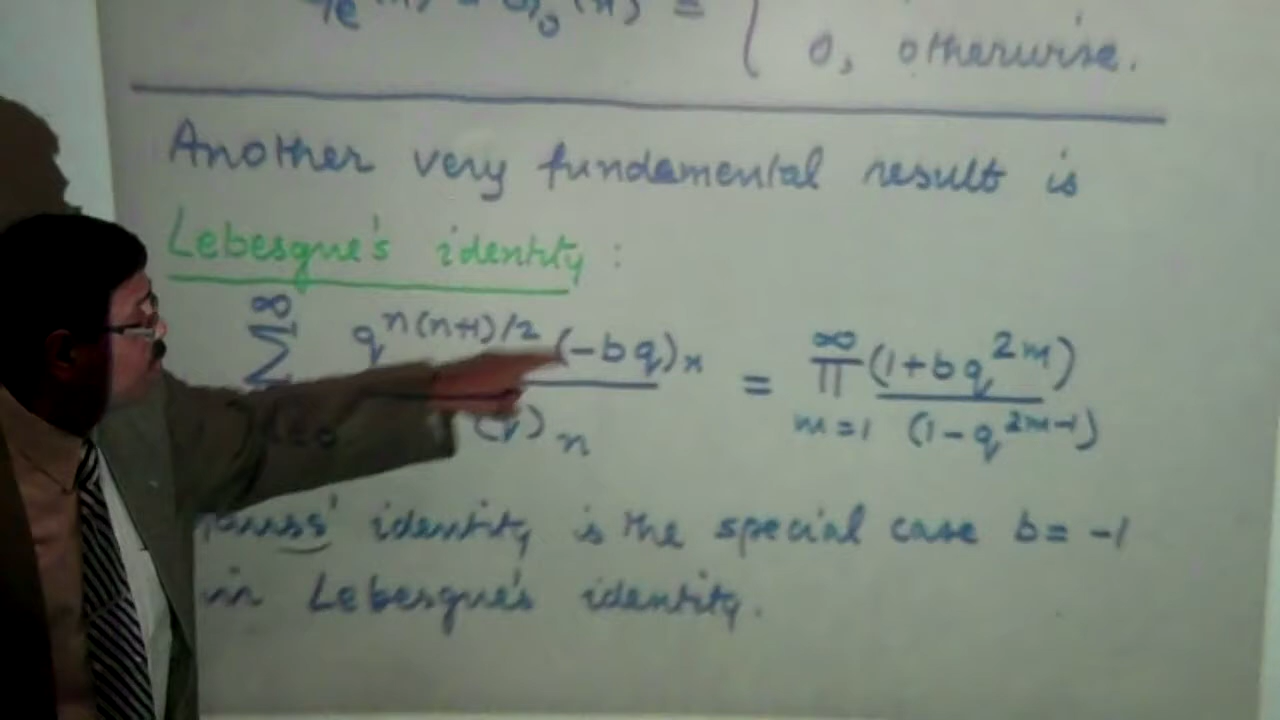 0, otherwise.
Another very fundamental result is
Lebesgue's identity :
∞ q^{n(n+1)/2} (-bq)_n = ∞ (1+bq^{2m})
Σ ∏
(q)_n m=1 (1-q^{2m-1})
identity is the special case b = -1
in Lebesgue's identity.